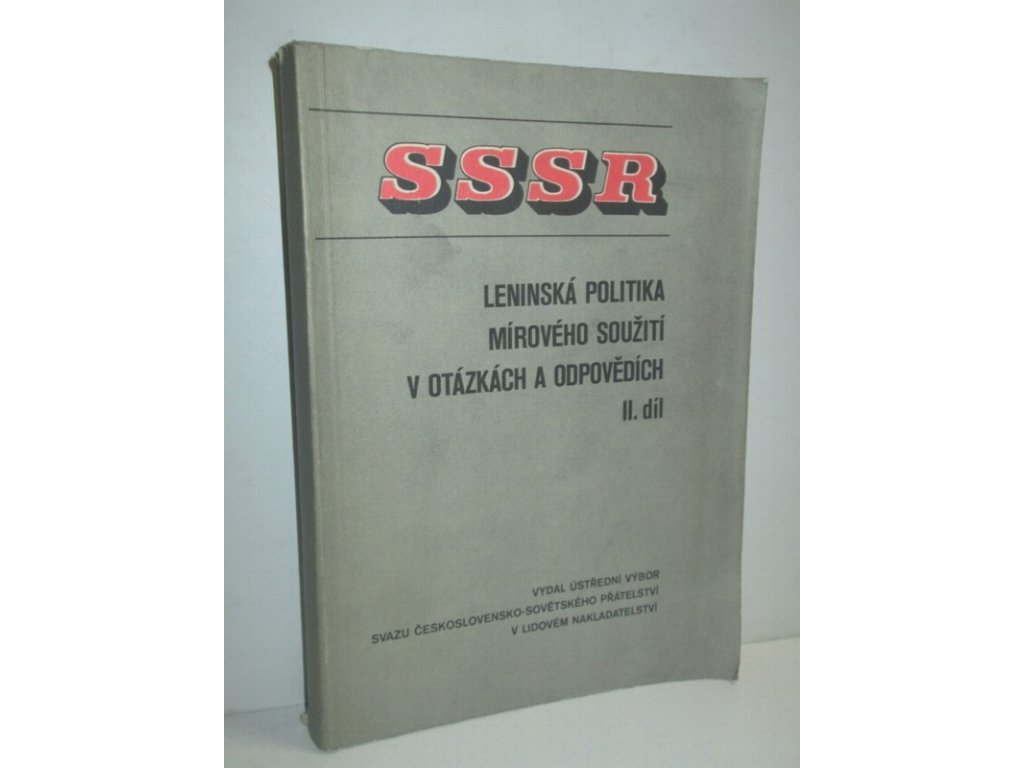 SSSR
LENINSKÁ POLITIKA
MÍROVÉHO SOUŽITÍ
V OTÁZKÁCH A ODPOVĚDÍCH
II. díl
VYDAL ÚSTŘEDNÍ VÝBOR
SVAZU ČESKOSLOVENSKO-SOVĚTSKÉHO PŘÁTELSTVÍ
V LIDOVÉM NAKLADATELSTVÍ